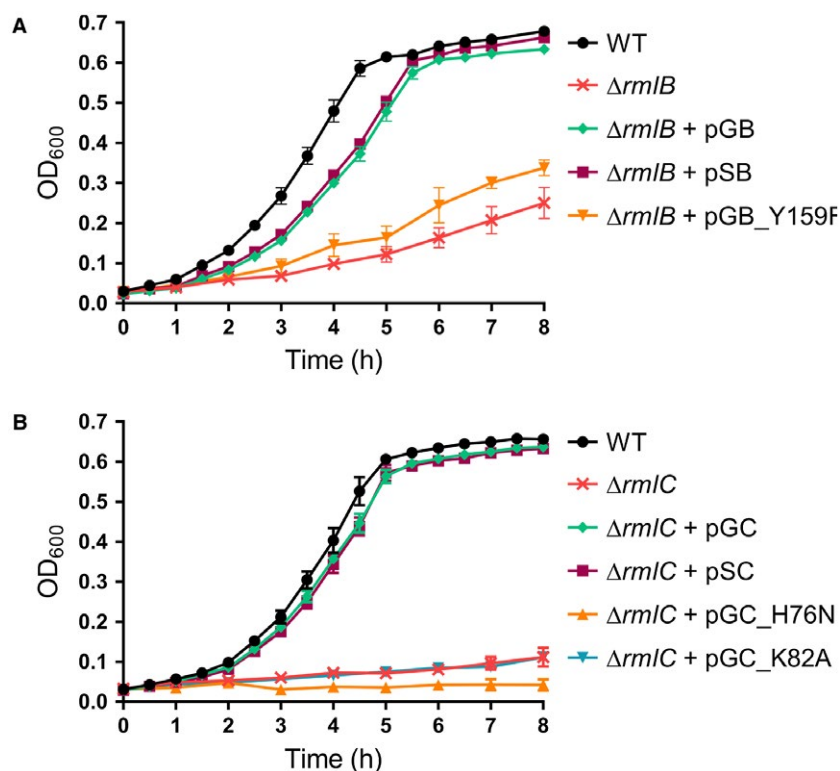 A
0.7
0.6
0.5
0.4
0.3
0.2
0.1
0.0
OD600
0 1 2 3 4 5 6 7 8
Time (h)
WT
ΔrmlB
ΔrmlB + pGB
ΔrmlB + pSB
ΔrmlB + pGB_Y159F
B
0.7
0.6
0.5
0.4
0.3
0.2
0.1
0.0
OD600
0 1 2 3 4 5 6 7 8
Time (h)
WT
ΔrmlC
ΔrmlC + pGC
ΔrmlC + pSC
ΔrmlC + pGC_H76N
ΔrmlC + pGC_K82A